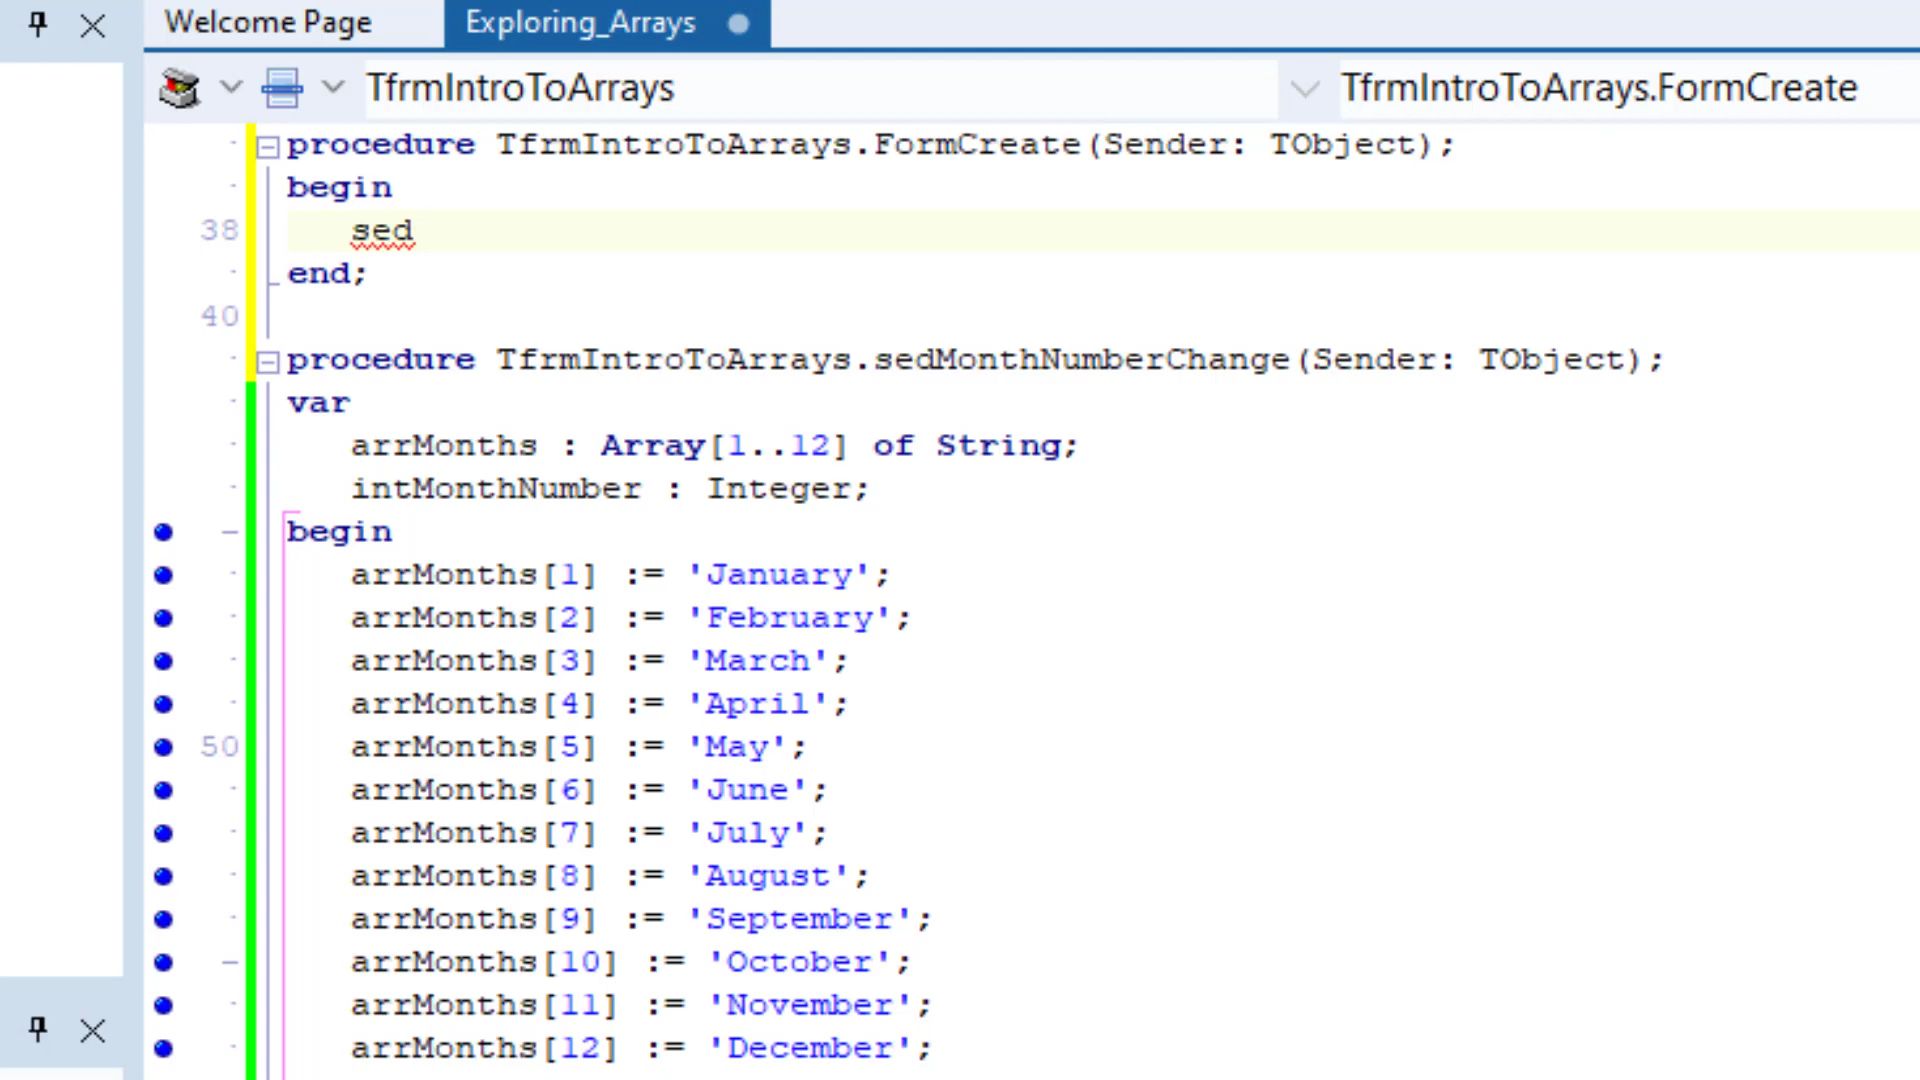 Welcome Page
Exploring_Arrays
TfrmIntroToArrays
TfrmIntroToArrays.FormCreate
procedure TfrmIntroToArrays.FormCreate(Sender: TObject);
begin
38 sed
end;
40
procedure TfrmIntroToArrays.sedMonthNumberChange(Sender: TObject);
var
arrMonths : Array[1..12] of String;
intMonthNumber : Integer;
begin
arrMonths[1] := 'January';
arrMonths[2] := 'February';
arrMonths[3] := 'March';
arrMonths[4] := 'April';
50 arrMonths[5] := 'May';
arrMonths[6] := 'June';
arrMonths[7] := 'July';
arrMonths[8] := 'August';
arrMonths[9] := 'September';
arrMonths[10] := 'October';
arrMonths[11] := 'November';
arrMonths[12] := 'December';